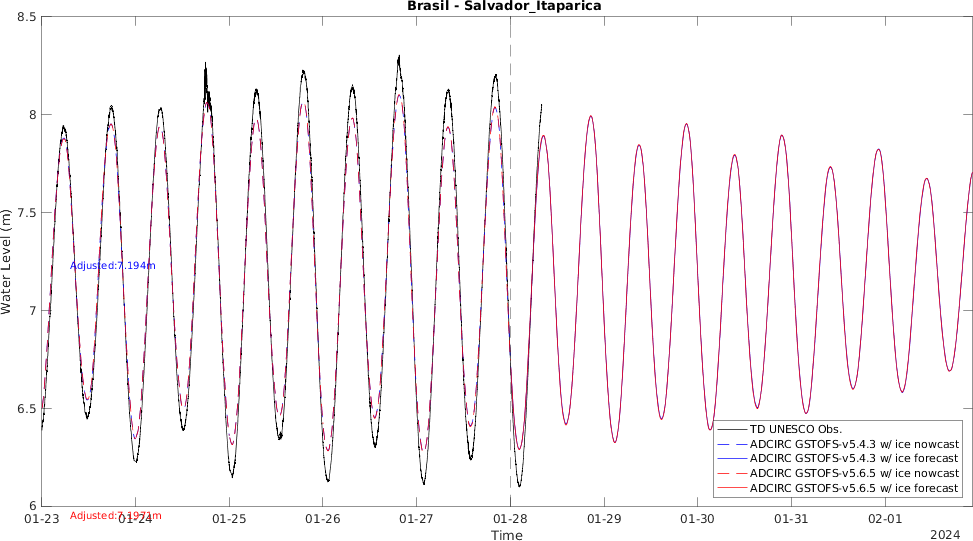 Brasil - Salvador_Itaparica
8.5
8
7.5
7
6.5
6
Water Level (m)
Adjusted:7.194m
Adjusted:7.1971m
TD UNESCO Obs.
ADCIRC GSTOFS-v5.4.3 w/ ice nowcast
ADCIRC GSTOFS-v5.4.3 w/ ice forecast
ADCIRC GSTOFS-v5.6.5 w/ ice nowcast
ADCIRC GSTOFS-v5.6.5 w/ ice forecast
01-23 01-24 01-25 01-26 01-27 01-28 01-29 01-30 01-31 02-01
Time
2024